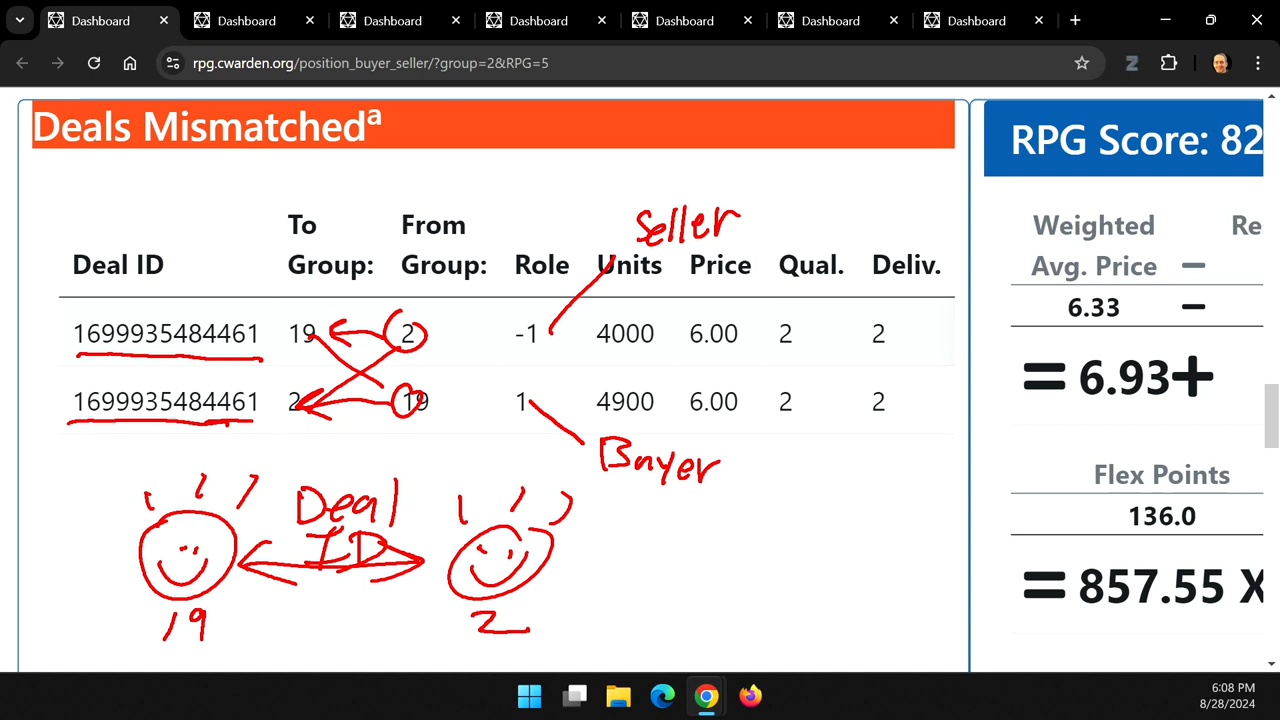 Dashboard
Dashboard
Dashboard
Dashboard
Dashboard
Dashboard
Dashboard
rpg.cwarden.org/position_buyer_seller/?group=2&RPG=5
Deals Mismatchedª
To From
Deal ID Group: Group: Role Units Price Qual. Deliv.
Seller
1699935484461 19 2 -1 4000 6.00 2 2
1699935484461 2 19 1 4900 6.00 2 2
Buyer
Deal
ID
19
2
RPG Score: 82
Weighted Re
Avg. Price −
6.33 −
= 6.93+
Flex Points
136.0
= 857.55 X
6:08 PM
8/28/2024